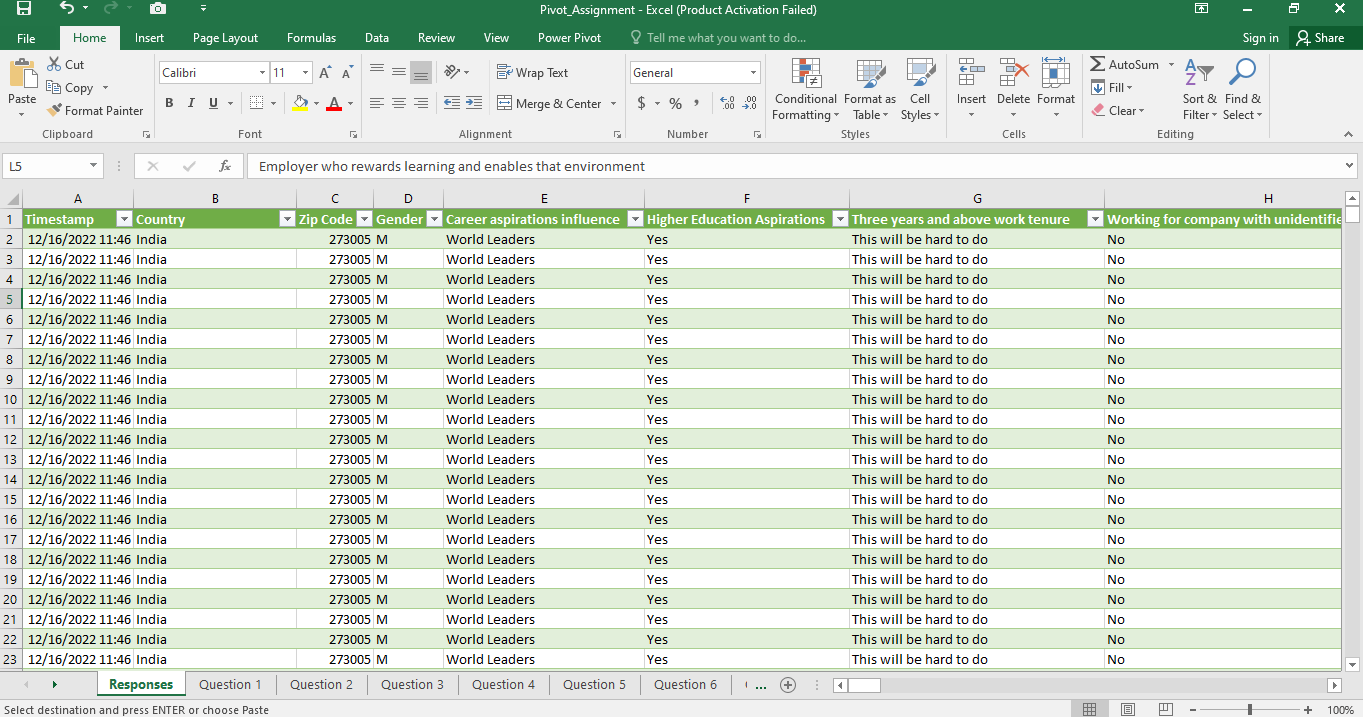 Pivot_Assignment - Excel (Product Activation Failed)
File Home Insert Page Layout Formulas Data Review View Power Pivot Tell me what you want to do... Sign in Share
Paste
Cut
Copy
Format Painter
Clipboard
Calibri 11
B I U
Font
Wrap Text
Merge & Center
Alignment
General
$ % ,
Number
Conditional Formatting
Format as Table
Cell Styles
Styles
Insert Delete Format
Cells
AutoSum
Fill
Clear
Sort & Filter
Find & Select
Editing
L5 fx Employer who rewards learning and enables that environment
A B C D E F G H
1 Timestamp Country Zip Code Gender Career aspirations influence Higher Education Aspirations Three years and above work tenure Working for company with unidentifie
2 12/16/2022 11:46 India 273005 M World Leaders Yes This will be hard to do No
3 12/16/2022 11:46 India 273005 M World Leaders Yes This will be hard to do No
4 12/16/2022 11:46 India 273005 M World Leaders Yes This will be hard to do No
5 12/16/2022 11:46 India 273005 M World Leaders Yes This will be hard to do No
6 12/16/2022 11:46 India 273005 M World Leaders Yes This will be hard to do No
7 12/16/2022 11:46 India 273005 M World Leaders Yes This will be hard to do No
8 12/16/2022 11:46 India 273005 M World Leaders Yes This will be hard to do No
9 12/16/2022 11:46 India 273005 M World Leaders Yes This will be hard to do No
10 12/16/2022 11:46 India 273005 M World Leaders Yes This will be hard to do No
11 12/16/2022 11:46 India 273005 M World Leaders Yes This will be hard to do No
12 12/16/2022 11:46 India 273005 M World Leaders Yes This will be hard to do No
13 12/16/2022 11:46 India 273005 M World Leaders Yes This will be hard to do No
14 12/16/2022 11:46 India 273005 M World Leaders Yes This will be hard to do No
15 12/16/2022 11:46 India 273005 M World Leaders Yes This will be hard to do No
16 12/16/2022 11:46 India 273005 M World Leaders Yes This will be hard to do No
17 12/16/2022 11:46 India 273005 M World Leaders Yes This will be hard to do No
18 12/16/2022 11:46 India 273005 M World Leaders Yes This will be hard to do No
19 12/16/2022 11:46 India 273005 M World Leaders Yes This will be hard to do No
20 12/16/2022 11:46 India 273005 M World Leaders Yes This will be hard to do No
21 12/16/2022 11:46 India 273005 M World Leaders Yes This will be hard to do No
22 12/16/2022 11:46 India 273005 M World Leaders Yes This will be hard to do No
23 12/16/2022 11:46 India 273005 M World Leaders Yes This will be hard to do No
Responses Question 1 Question 2 Question 3 Question 4 Question 5 Question 6 ...
Select destination and press ENTER or choose Paste 100%